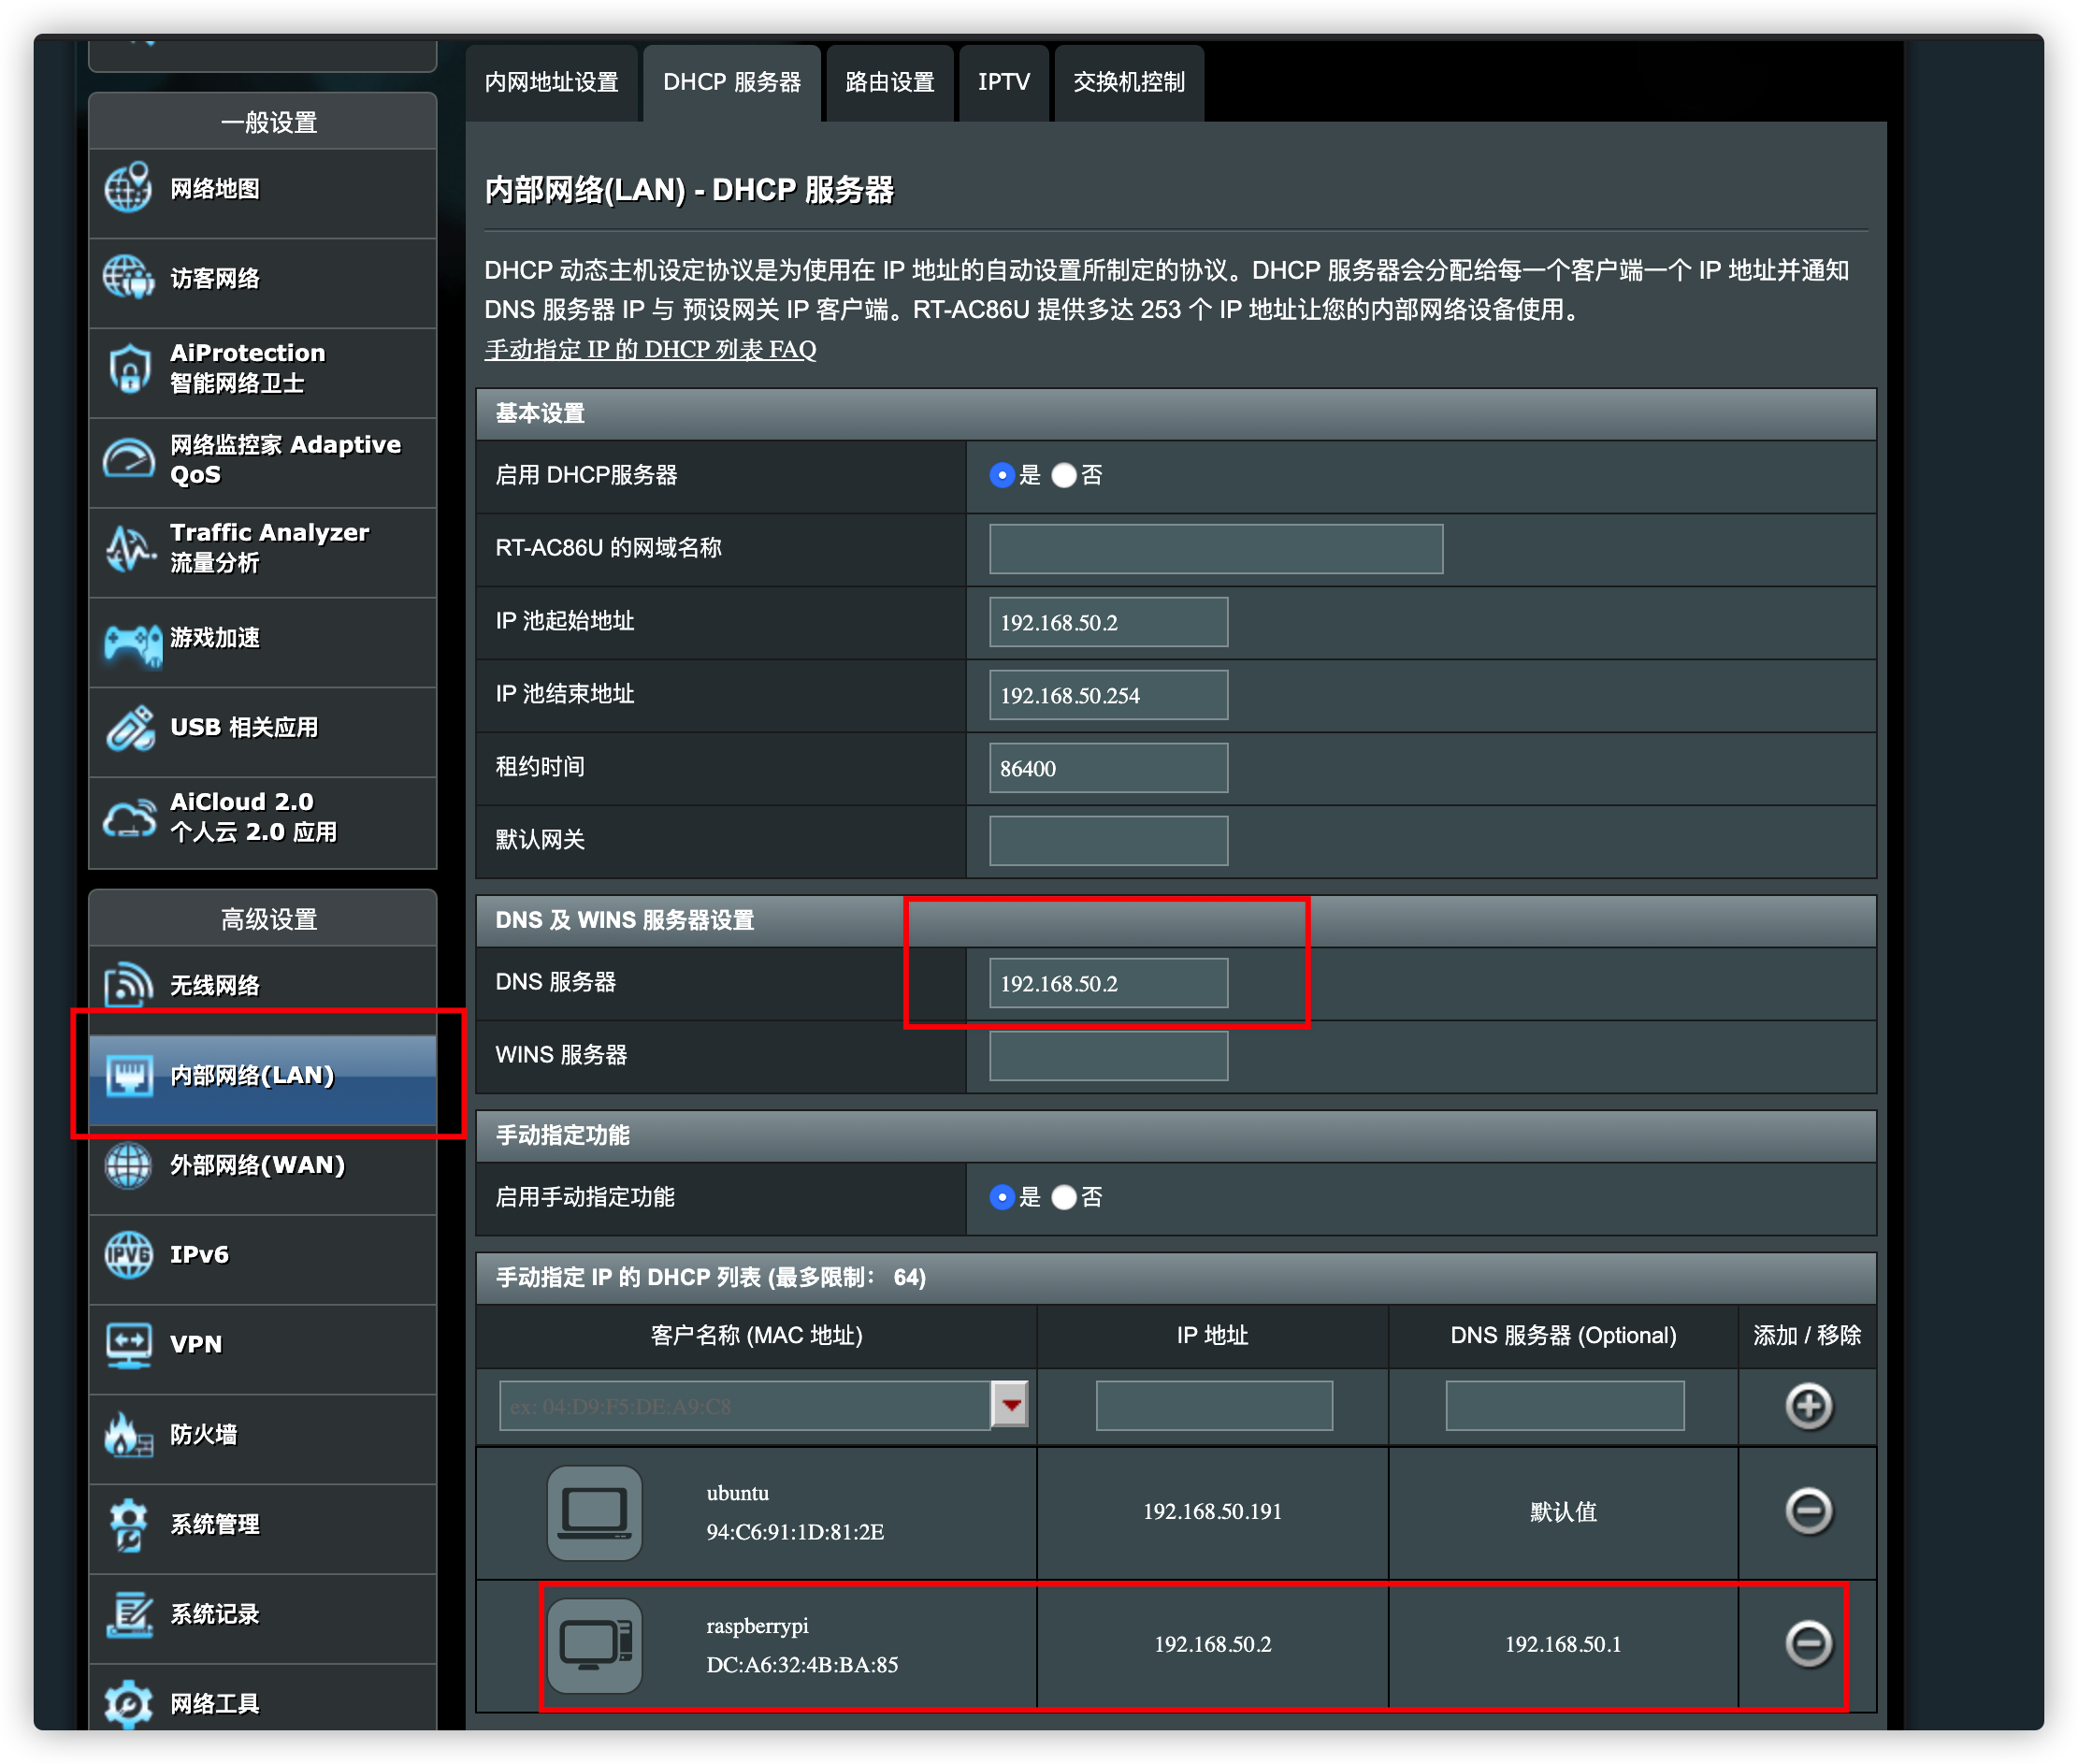 一般设置
网络地图
访客网络
AiProtection
智能网络卫士
网络监控家 Adaptive
QoS
Traffic Analyzer
流量分析
游戏加速
USB 相关应用
AiCloud 2.0
个人云 2.0 应用
高级设置
无线网络
内部网络(LAN)
外部网络(WAN)
IPV6
IPv6
VPN
防火墙
系统管理
系统记录
网络工具
内网地址设置 DHCP 服务器 路由设置 IPTV 交换机控制
内部网络(LAN) - DHCP 服务器
DHCP 动态主机设定协议是为使用在 IP 地址的自动设置所制定的协议。DHCP 服务器会分配给每一个客户端一个 IP 地址并通知
DNS 服务器 IP 与 预设网关 IP 客户端。RT-AC86U 提供多达 253 个 IP 地址让您的内部网络设备使用。
手动指定 IP 的 DHCP 列表 FAQ
基本设置
启用 DHCP服务器 是 否
RT-AC86U 的网域名称
IP 池起始地址 192.168.50.2
IP 池结束地址 192.168.50.254
租约时间 86400
默认网关
DNS 及 WINS 服务器设置
DNS 服务器 192.168.50.2
WINS 服务器
手动指定功能
启用手动指定功能 是 否
手动指定 IP 的 DHCP 列表 (最多限制： 64)
客户名称 (MAC 地址) IP 地址 DNS 服务器 (Optional) 添加 / 移除
ex: 04:D9:F5:DE:A9:C8
ubuntu
94:C6:91:1D:81:2E 192.168.50.191 默认值
raspberrypi
DC:A6:32:4B:BA:85 192.168.50.2 192.168.50.1